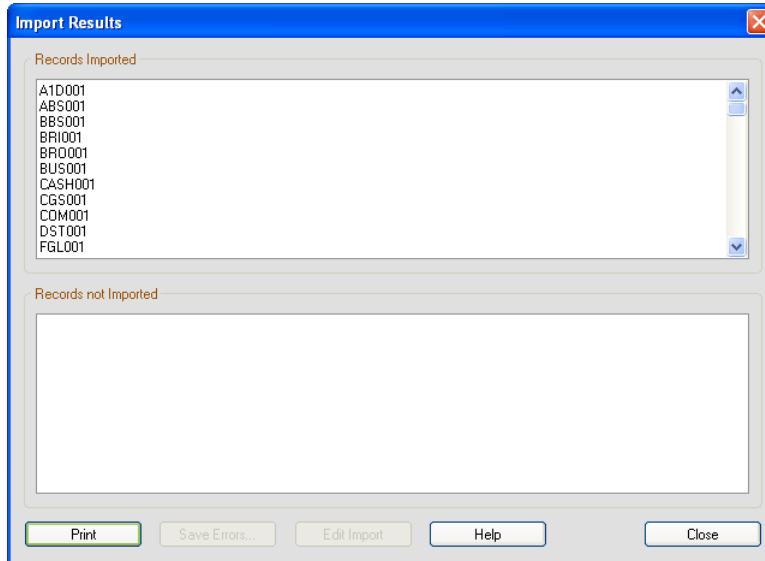 Import Results
Records Imported
A1D001
ABS001
BBS001
BRI001
BRO001
BUS001
CASH001
CGS001
COM001
DST001
FGL001
Records not Imported
Print
Save Errors...
Edit Import
Help
Close